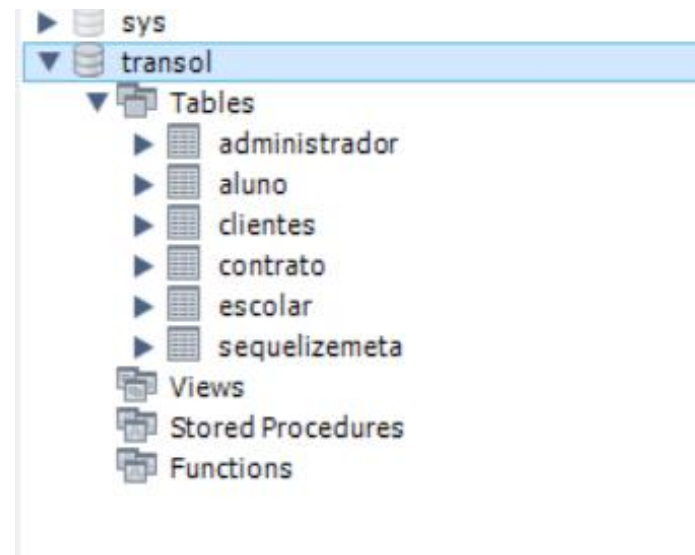 sys
transol
Tables
administrador
aluno
clientes
contrato
escolar
sequelizemeta
Views
Stored Procedures
Functions